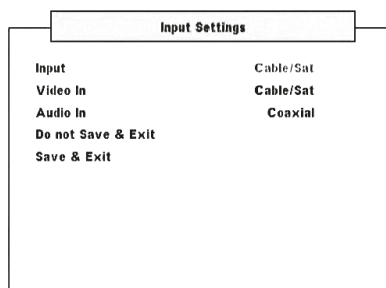 Input Settings
Input Cable/Sat
Video In Cable/Sat
Audio In Coaxial
Do not Save & Exit
Save & Exit